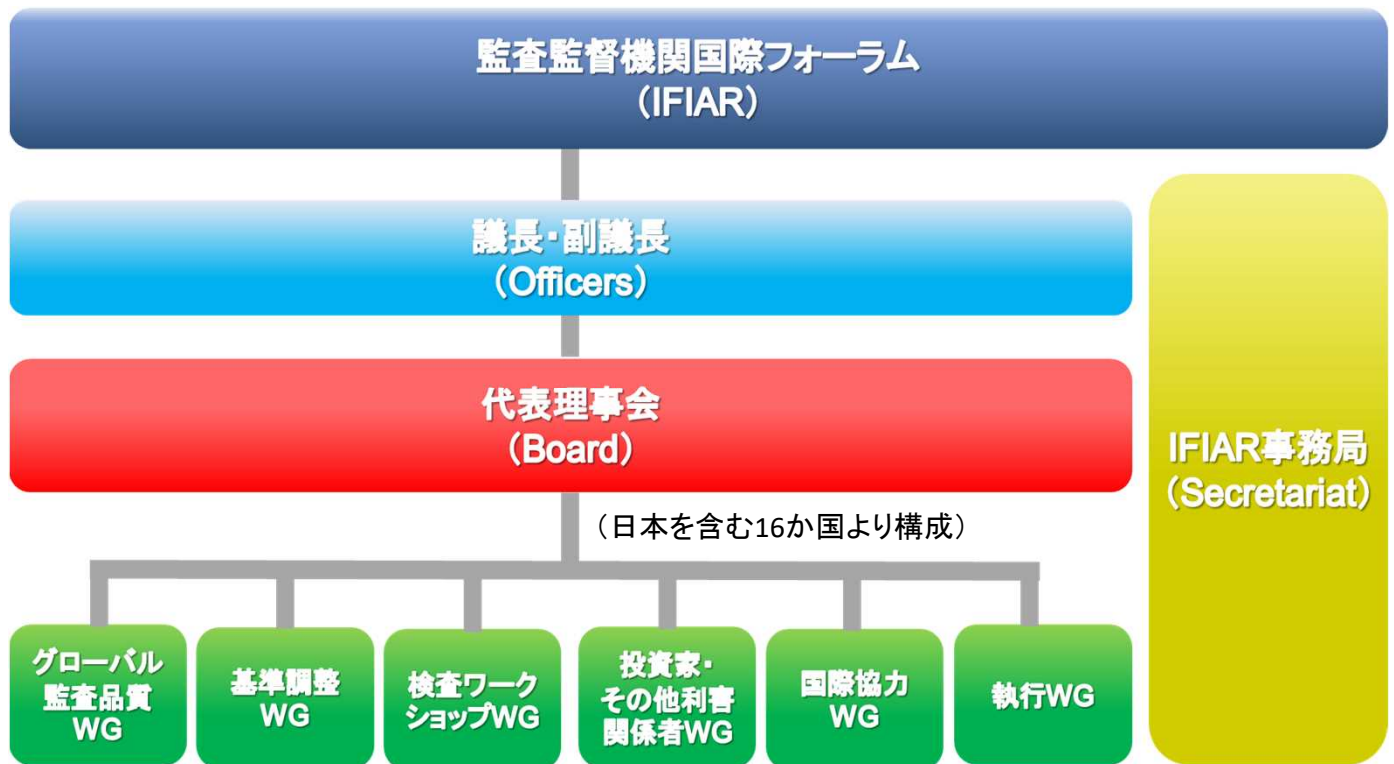 監査監督機関国際フォーラム
(IFIAR)
議長・副議長
(Officers)
代表理事会
(Board)
(日本を含む16か国より構成)
IFIAR事務局
(Secretariat)
グローバル
監査品質
WG
基準調整
WG
検査ワーク
ショップWG
投資家・
その他利害
関係者WG
国際協力
WG
執行WG